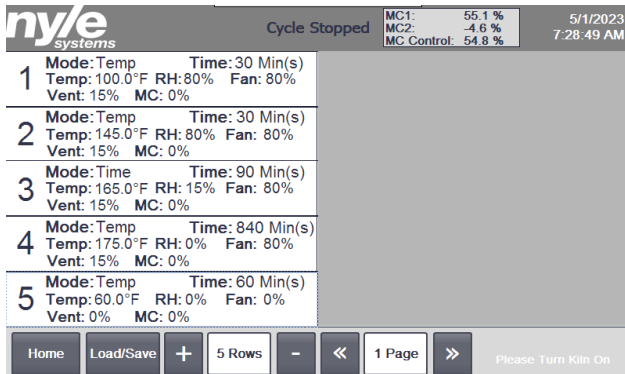 nyle
systems
Cycle Stopped
MC1: 55.1 %
MC2: -4.6 %
MC Control: 54.8 %
5/1/2023
7:28:49 AM
1
Mode: Temp Time: 30 Min(s)
Temp: 100.0°F RH: 80% Fan: 80%
Vent: 15% MC: 0%
2
Mode: Temp Time: 30 Min(s)
Temp: 145.0°F RH: 80% Fan: 80%
Vent: 15% MC: 0%
3
Mode: Time Time: 90 Min(s)
Temp: 165.0°F RH: 15% Fan: 80%
Vent: 15% MC: 0%
4
Mode: Temp Time: 840 Min(s)
Temp: 175.0°F RH: 0% Fan: 80%
Vent: 15% MC: 0%
5
Mode: Temp Time: 60 Min(s)
Temp: 60.0°F RH: 0% Fan: 0%
Vent: 0% MC: 0%
Home Load/Save + 5 Rows - « 1 Page » Please Turn Kiln On